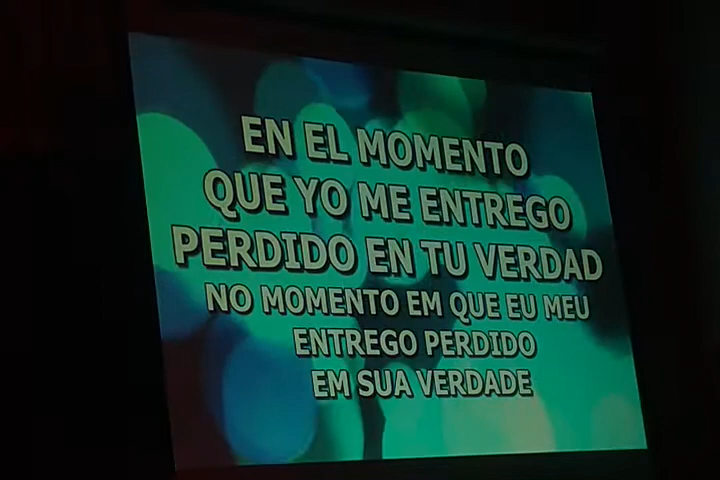 EN EL MOMENTO
QUE YO ME ENTREGO
PERDIDO EN TU VERDAD
NO MOMENTO EM QUE EU MEU
ENTREGO PERDIDO
EM SUA VERDADE